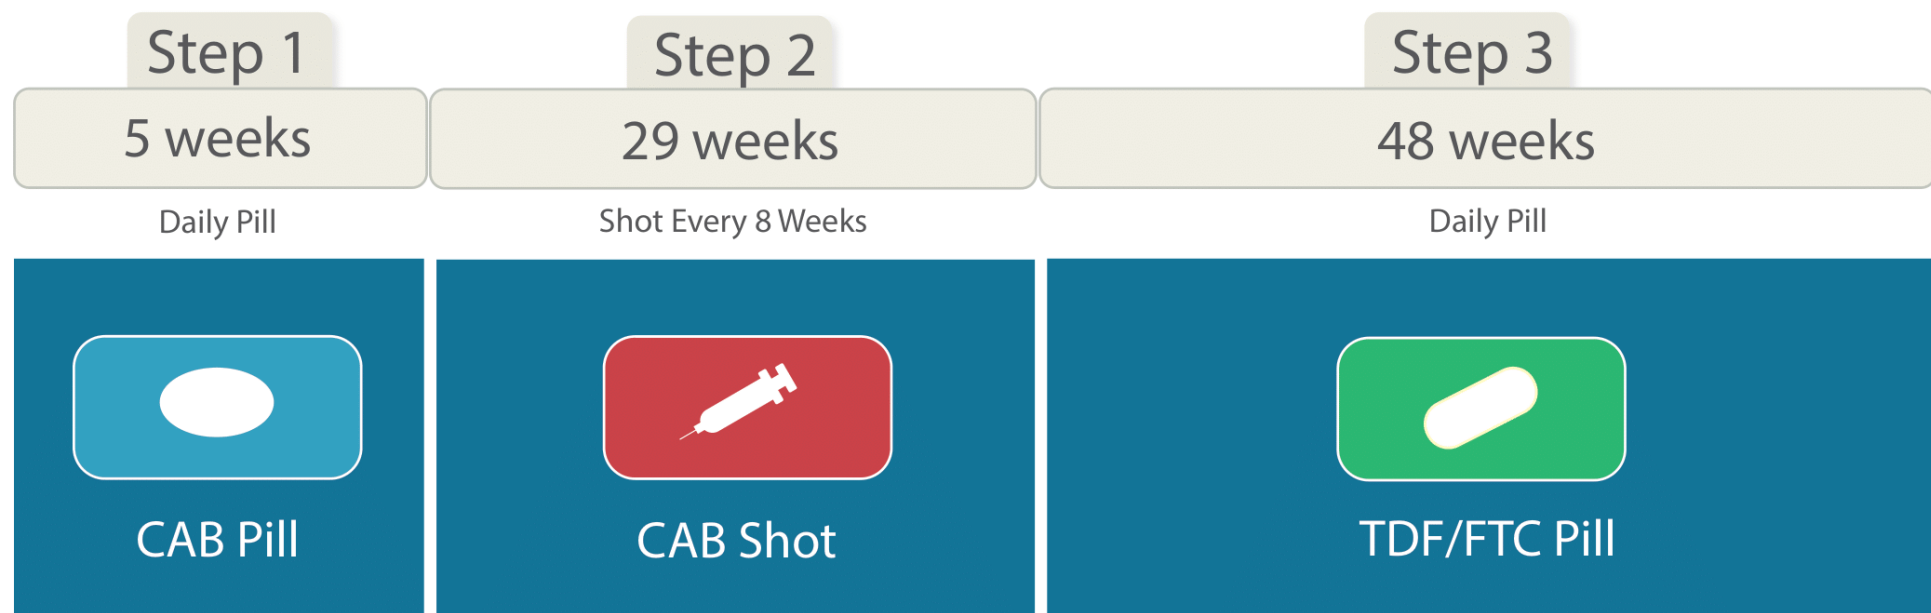 Step 1
Step 2
Step 3
5 weeks
29 weeks
48 weeks
Daily Pill
Shot Every 8 Weeks
Daily Pill
CAB Pill
CAB Shot
TDF/FTC Pill